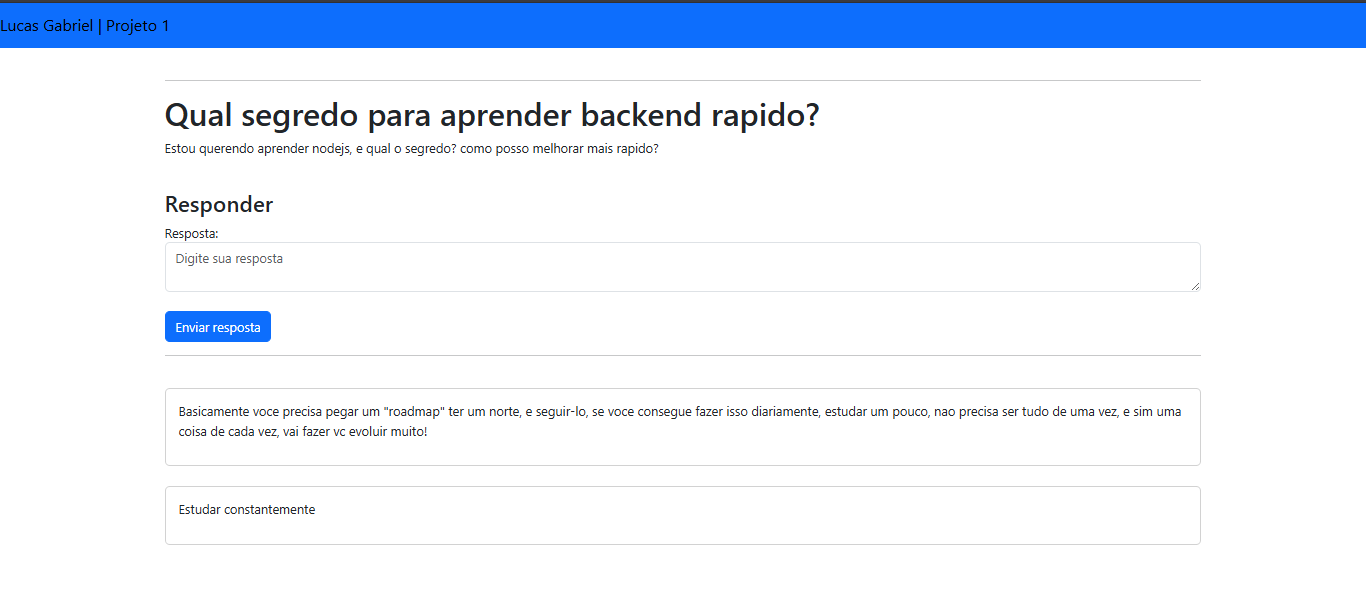 Lucas Gabriel | Projeto 1
Qual segredo para aprender backend rapido?
Estou querendo aprender nodejs, e qual o segredo? como posso melhorar mais rapido?
Responder
Resposta:
Digite sua resposta
Enviar resposta
Basicamente voce precisa pegar um "roadmap" ter um norte, e seguir-lo, se voce consegue fazer isso diariamente, estudar um pouco, nao precisa ser tudo de uma vez, e sim uma
coisa de cada vez, vai fazer vc evoluir muito!
Estudar constantemente